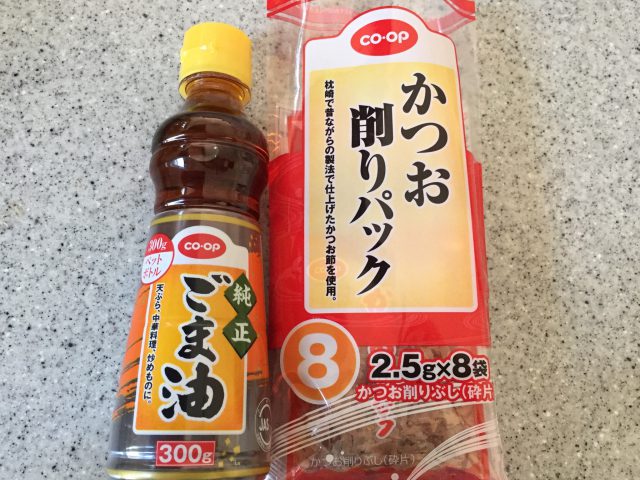 300g
ペット
ボトル
CO·OP
純正
ごま油
天ぷら、中華料理、炒めものに。
JAS
300g
CO·OP
かつお
削りパック
枕崎で昔ながらの製法で仕上げたかつお節を使用。
8
2.5g×8袋
かつお削りぶし(砕片
かつお削りぶし(砕片)